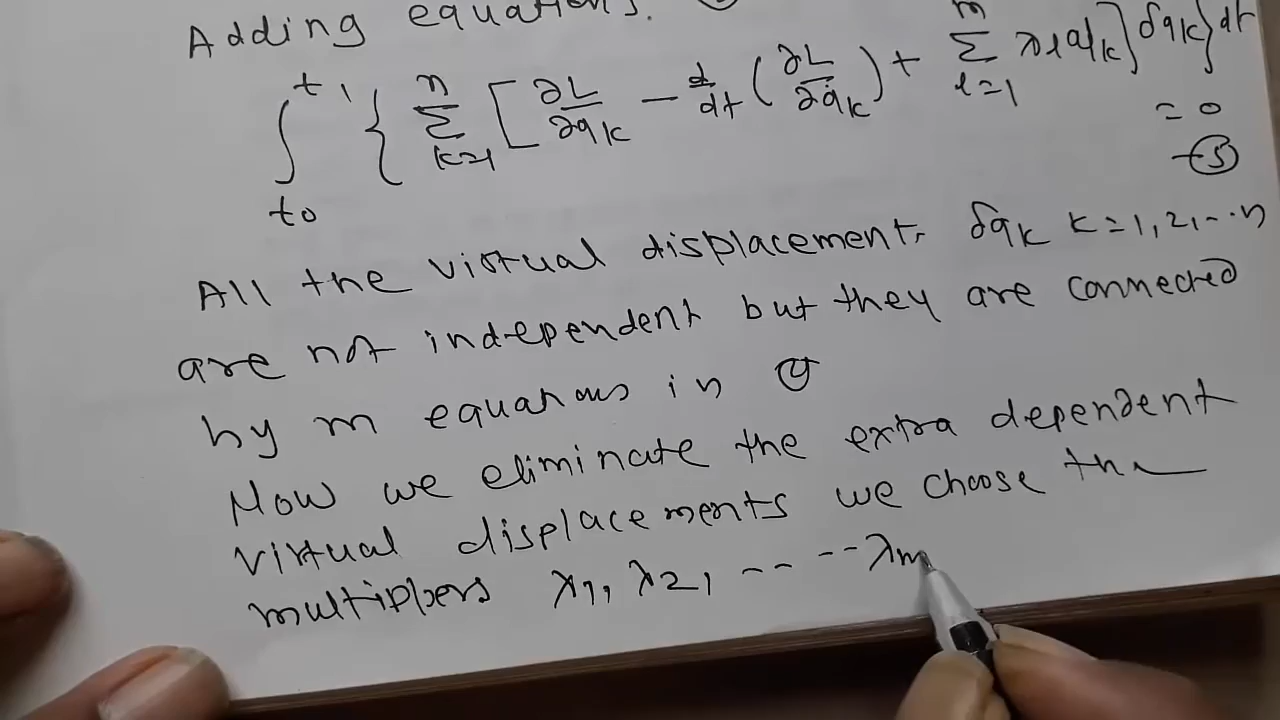 Adding equations.
∫_{t0}^{t1} { Σ_{k=1}^{n} [ ∂L/∂qk − d/dt ( ∂L/∂q̇k ) + Σ_{l=1}^{m} λl alk ] δqk } dt
= 0
—⑤
All the virtual displacement, δqk k=1,2,...n
are not independent but they are connected
by m equations in ④
Now we eliminate the extra dependent
virtual displacements we choose the
multipliers λ1, λ2, -- -- λm